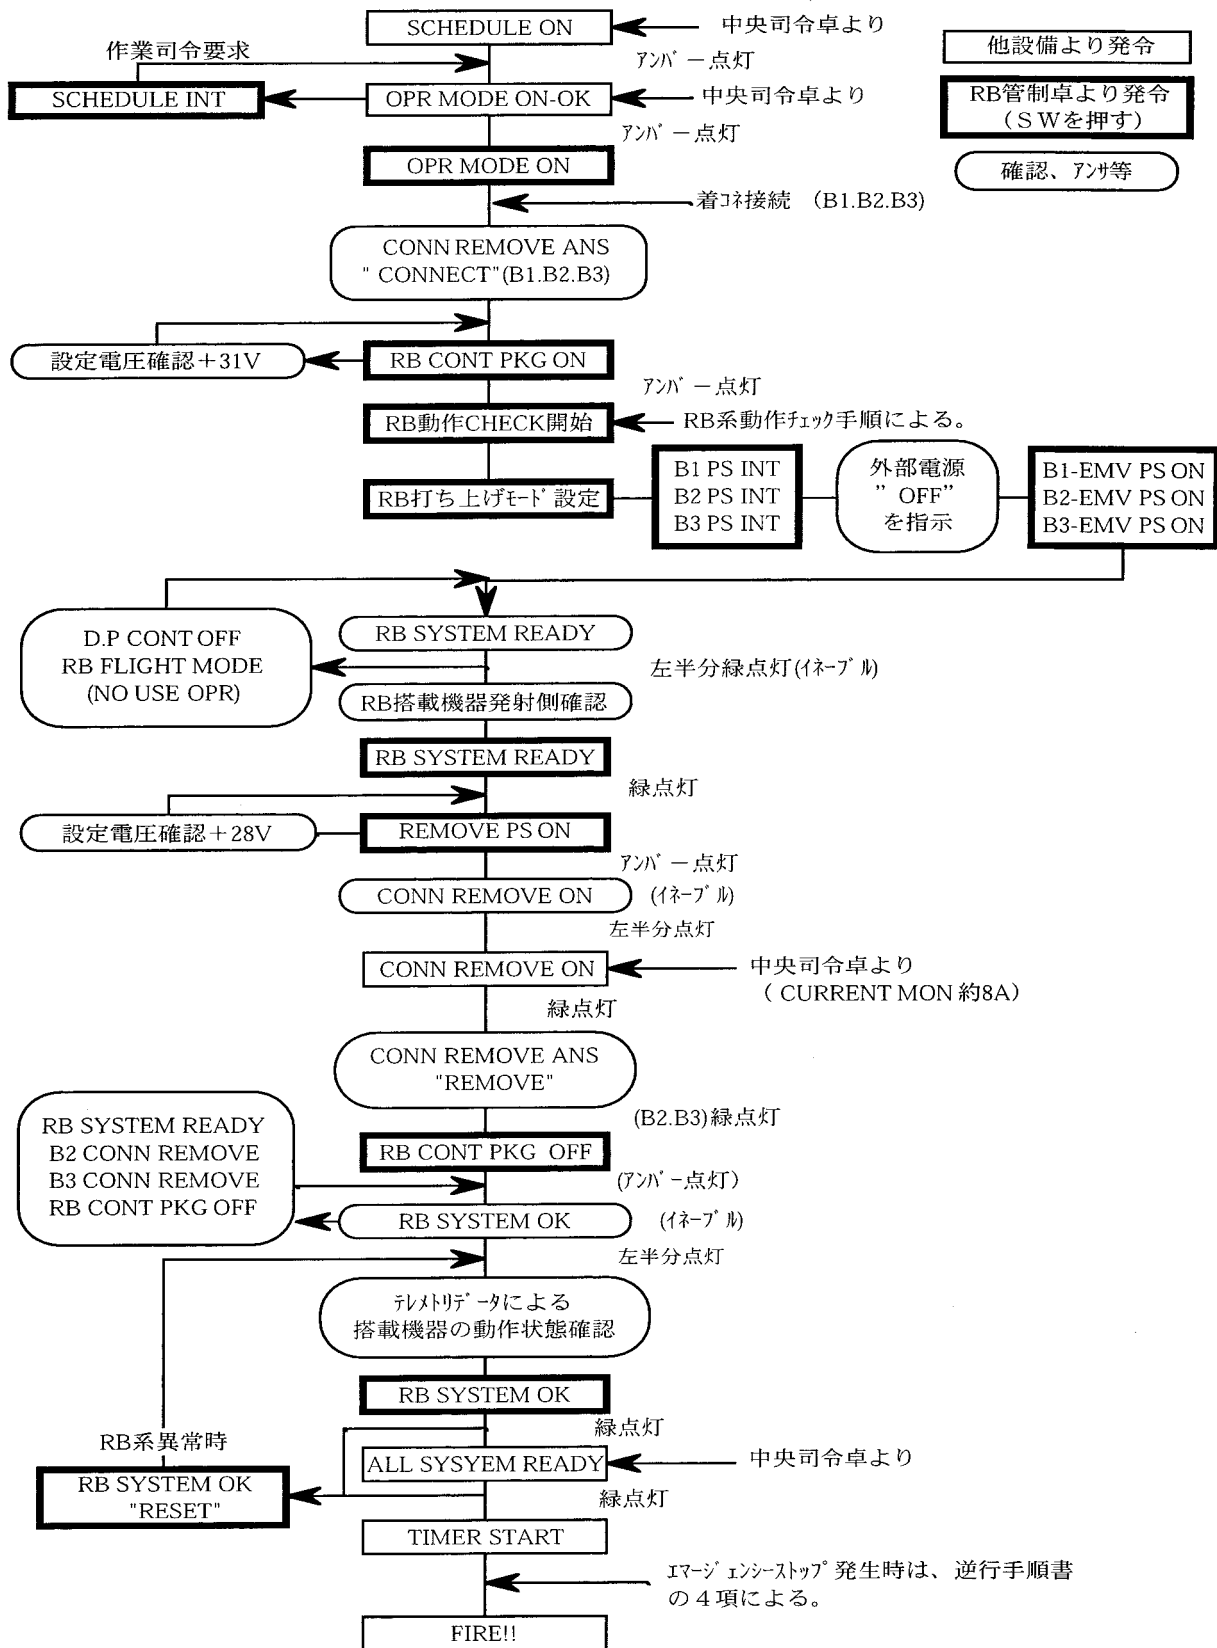 SCHEDULE ON
中央司令卓より
作業司令要求
アンバー点灯
他設備より発令
SCHEDULE INT
OPR MODE ON-OK
中央司令卓より
RB管制卓より発令
(SWを押す)
アンバー点灯
OPR MODE ON
確認、アンサ等
着コネ接続 (B1.B2.B3)
CONN REMOVE ANS
" CONNECT"(B1.B2.B3)
設定電圧確認+31V
RB CONT PKG ON
アンバー点灯
RB動作CHECK開始
RB系動作チェック手順による。
RB打ち上げモード設定
B1 PS INT
B2 PS INT
B3 PS INT
外部電源
" OFF"
を指示
B1-EMV PS ON
B2-EMV PS ON
B3-EMV PS ON
D.P CONT OFF
RB FLIGHT MODE
(NO USE OPR)
RB SYSTEM READY
左半分緑点灯(イネーブル)
RB搭載機器発射側確認
RB SYSTEM READY
緑点灯
設定電圧確認+28V
REMOVE PS ON
アンバー点灯
CONN REMOVE ON
(イネーブル)
左半分点灯
CONN REMOVE ON
中央司令卓より
( CURRENT MON 約8A)
緑点灯
CONN REMOVE ANS
"REMOVE"
(B2.B3)緑点灯
RB SYSTEM READY
B2 CONN REMOVE
B3 CONN REMOVE
RB CONT PKG OFF
RB CONT PKG OFF
(アンバー点灯)
RB SYSTEM OK
(イネーブル)
左半分点灯
テレメトリデータによる
搭載機器の動作状態確認
RB SYSTEM OK
緑点灯
RB系異常時
ALL SYSYEM READY
中央司令卓より
RB SYSTEM OK
"RESET"
緑点灯
TIMER START
エマージェンシーストップ発生時は、逆行手順書
の4項による。
FIRE!!